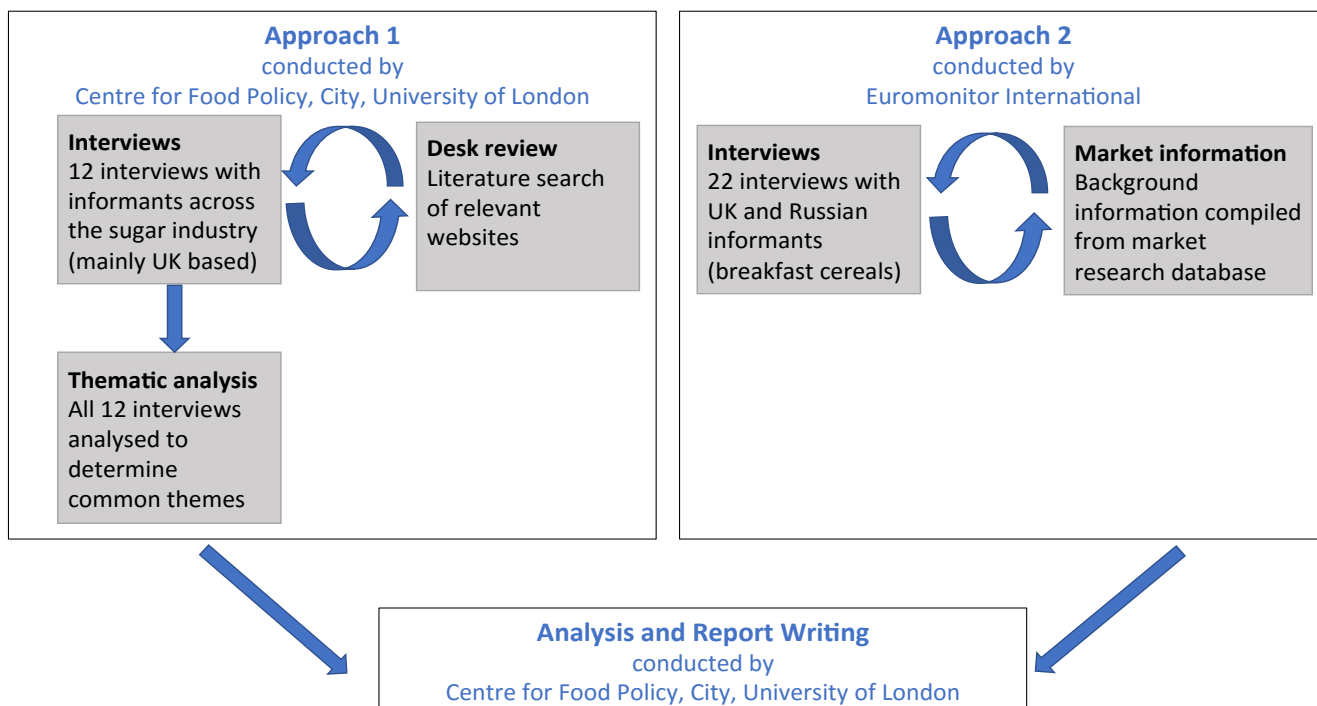 Approach 1
conducted by
Centre for Food Policy, City, University of London
Interviews
12 interviews with
informants across
the sugar industry
(mainly UK based)
Desk review
Literature search
of relevant
websites
Thematic analysis
All 12 interviews
analysed to
determine
common themes
Approach 2
conducted by
Euromonitor International
Interviews
22 interviews with
UK and Russian
informants
(breakfast cereals)
Market information
Background
information compiled
from market
research database
Analysis and Report Writing
conducted by
Centre for Food Policy, City, University of London